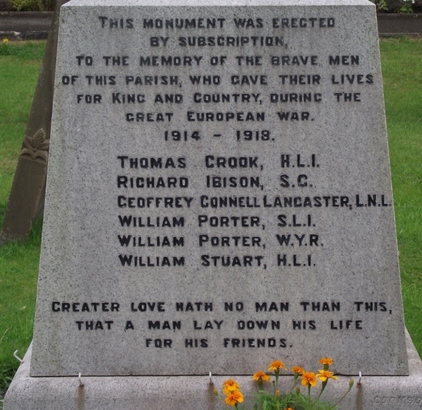 THIS MONUMENT WAS ERECTED
BY SUBSCRIPTION,
TO THE MEMORY OF THE BRAVE MEN
OF THIS PARISH, WHO GAVE THEIR LIVES
FOR KING AND COUNTRY, DURING THE
GREAT EUROPEAN WAR.
1914 - 1918.
THOMAS CROOK, H.L.I.
RICHARD IBISON, S.G.
GEOFFREY CONNELL LANCASTER, L.N.L.
WILLIAM PORTER, S.L.I.
WILLIAM PORTER, W.Y.R.
WILLIAM STUART, H.L.I.
GREATER LOVE HATH NO MAN THAN THIS,
THAT A MAN LAY DOWN HIS LIFE
FOR HIS FRIENDS.